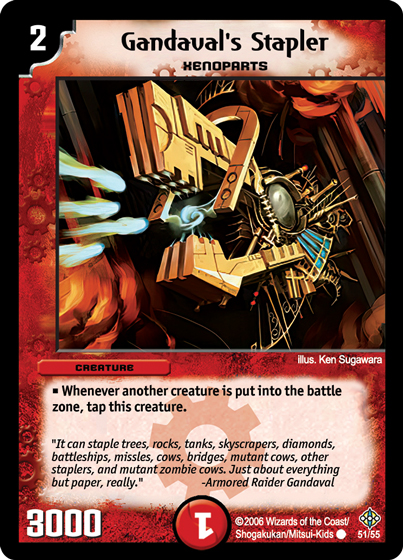 2
Gandaval's Stapler
XENOPARTS
illus. Ken Sugawara
CREATURE
▪ Whenever another creature is put into the battle
zone, tap this creature.
"It can staple trees, rocks, tanks, skyscrapers, diamonds,
battleships, missles, cows, bridges, mutant cows, other
staplers, and mutant zombie cows. Just about everything
but paper, really." -Armored Raider Gandaval
3000
1
©2006 Wizards of the Coast/
Shogakukan/Mitsui-Kids ● 51/55